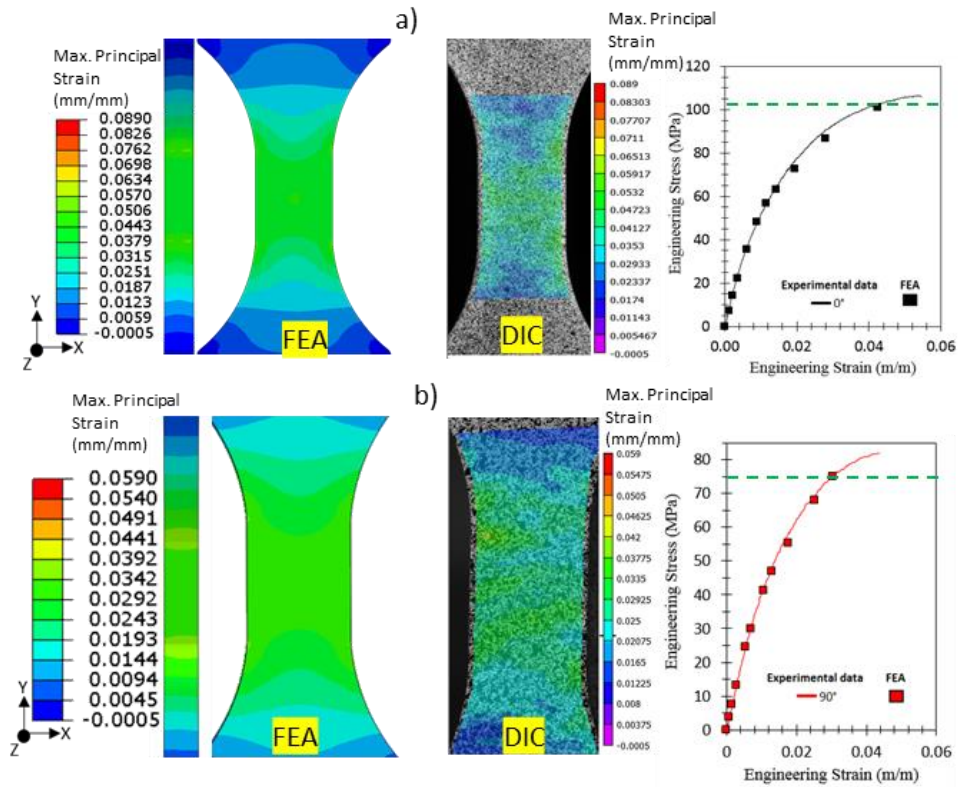 a)
Max. Principal
Strain
(mm/mm)
0.0890
0.0826
0.0762
0.0698
0.0634
0.0570
0.0506
0.0443
0.0379
0.0315
0.0251
0.0187
0.0123
0.0059
-0.0005
Y
X
Z
FEA
DIC
Max. Principal
Strain
(mm/mm)
0.089
0.08303
0.07707
0.0711
0.06513
0.05917
0.0532
0.04723
0.04127
0.0353
0.02933
0.02337
0.0174
0.01143
0.005467
-0.0005
Engineering Stress (MPa)
120
100
80
60
40
20
0
Experimental data FEA
0°
0.00 0.02 0.04 0.06
Engineering Strain (m/m)
b)
Max. Principal
Strain
(mm/mm)
0.0590
0.0540
0.0491
0.0441
0.0392
0.0342
0.0292
0.0243
0.0193
0.0144
0.0094
0.0045
-0.0005
Y
X
Z
FEA
DIC
Max. Principal
Strain
(mm/mm)
0.059
0.05475
0.0505
0.04625
0.042
0.03775
0.0335
0.02925
0.025
0.02075
0.0165
0.01225
0.008
0.00375
-0.0005
Engineering Stress (MPa)
80
70
60
50
40
30
20
10
0
Experimental data FEA
90°
0.00 0.02 0.04 0.06
Engineering Strain (m/m)